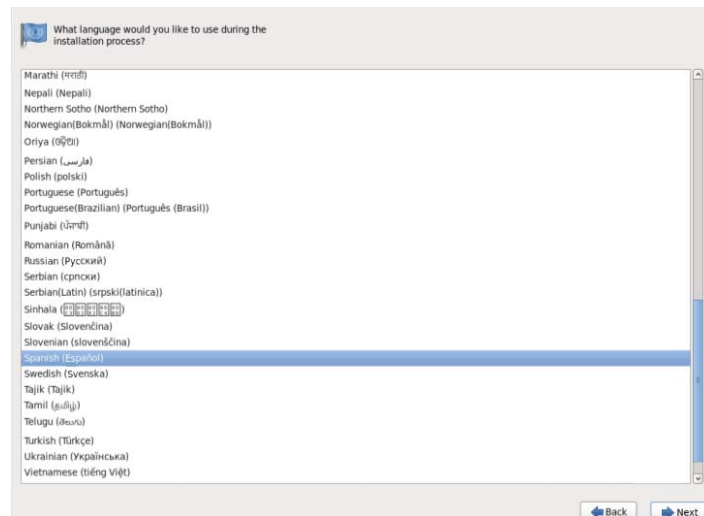 What language would you like to use during the
installation process?
Marathi (मराठी)
Nepali (Nepali)
Northern Sotho (Northern Sotho)
Norwegian(Bokmål) (Norwegian(Bokmål))
Oriya (ଓଡ଼ିଆ)
Persian (فارسی)
Polish (polski)
Portuguese (Português)
Portuguese(Brazilian) (Português (Brasil))
Punjabi (ਪੰਜਾਬੀ)
Romanian (Română)
Russian (Русский)
Serbian (српски)
Serbian(Latin) (srpski(latinica))
Sinhala ()
Slovak (Slovenčina)
Slovenian (slovenščina)
Spanish (Español)
Swedish (Svenska)
Tajik (Tajik)
Tamil (தமிழ்)
Telugu (తెలుగు)
Turkish (Türkçe)
Ukrainian (Українська)
Vietnamese (tiếng Việt)
Back
Next